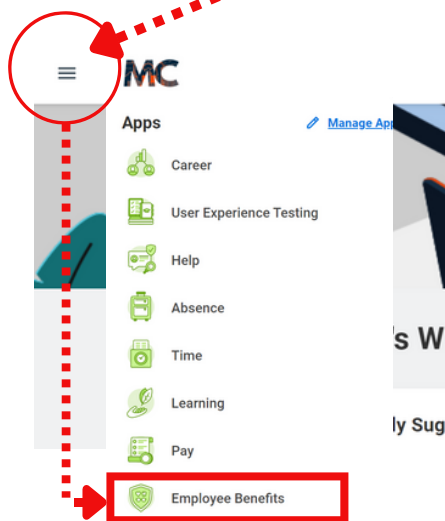 MC
Apps
Manage App
Career
User Experience Testing
Help
Absence
's W
Time
Learning
ly Sug
Pay
Employee Benefits